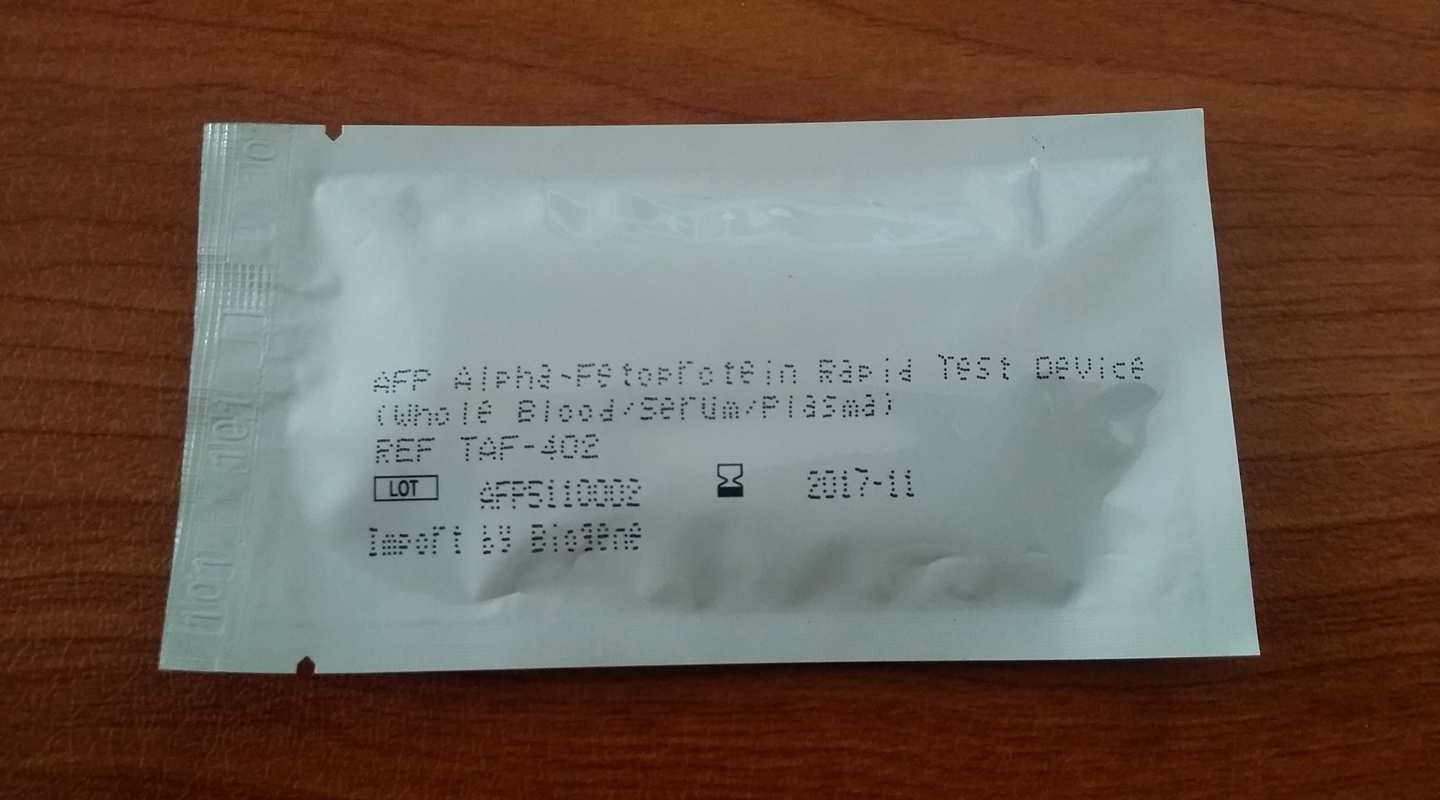 AFP Alpha-Fetoprotein Rapid Test Device
(Whole Blood/Serum/Plasma)
REF TAF-402
LOT AFP5110002 2017-11
Import by Biogene